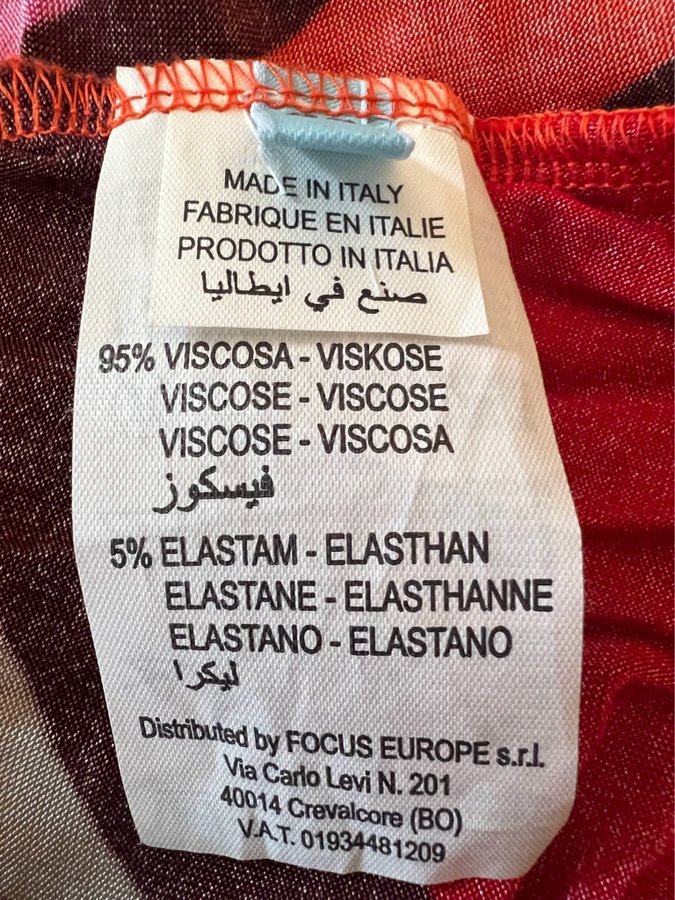 MADE IN ITALY
FABRIQUE EN ITALIE
PRODOTTO IN ITALIA
صنع في ايطاليا
95% VISCOSA - VISKOSE
VISCOSE - VISCOSE
VISCOSE - VISCOSA
فيسكوز
5% ELASTAM - ELASTHAN
ELASTANE - ELASTHANNE
ELASTANO - ELASTANO
ليكرا
Distributed by FOCUS EUROPE s.r.l.
Via Carlo Levi N. 201
40014 Crevalcore (BO)
V.A.T. 01934481209